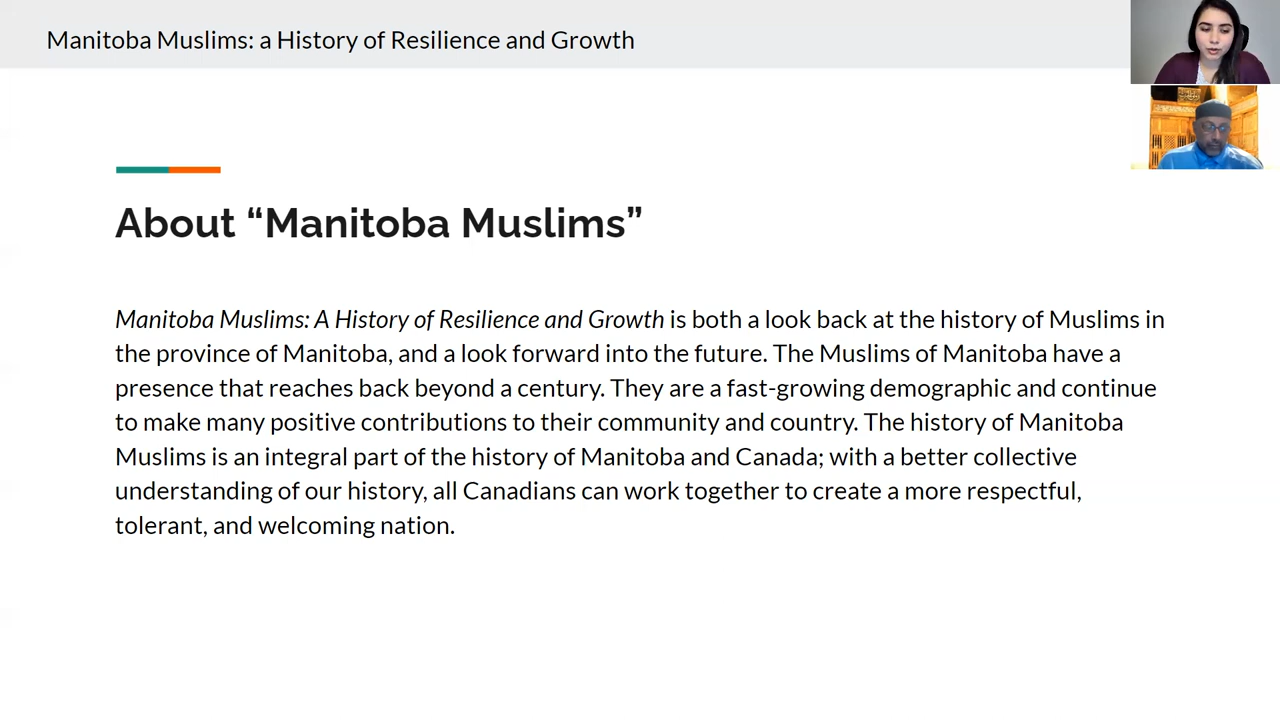 Manitoba Muslims: a History of Resilience and Growth
About “Manitoba Muslims”
Manitoba Muslims: A History of Resilience and Growth is both a look back at the history of Muslims in
the province of Manitoba, and a look forward into the future. The Muslims of Manitoba have a
presence that reaches back beyond a century. They are a fast-growing demographic and continue
to make many positive contributions to their community and country. The history of Manitoba
Muslims is an integral part of the history of Manitoba and Canada; with a better collective
understanding of our history, all Canadians can work together to create a more respectful,
tolerant, and welcoming nation.